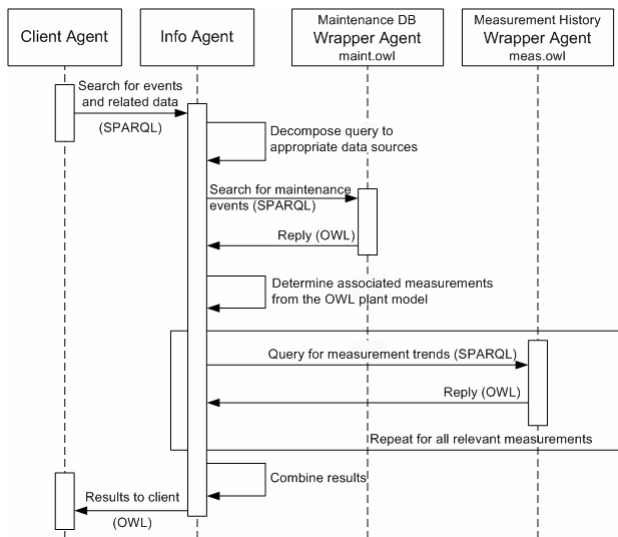 Client Agent
Info Agent
Maintenance DB
Wrapper Agent
maint.owl
Measurement History
Wrapper Agent
meas.owl
Search for events
and related data
(SPARQL)
Decompose query to
appropriate data sources
Search for maintenance
events (SPARQL)
Reply (OWL)
Determine associated measurements
from the OWL plant model
Query for measurement trends (SPARQL)
Reply (OWL)
Repeat for all relevant measurements
Combine results
Results to client
(OWL)